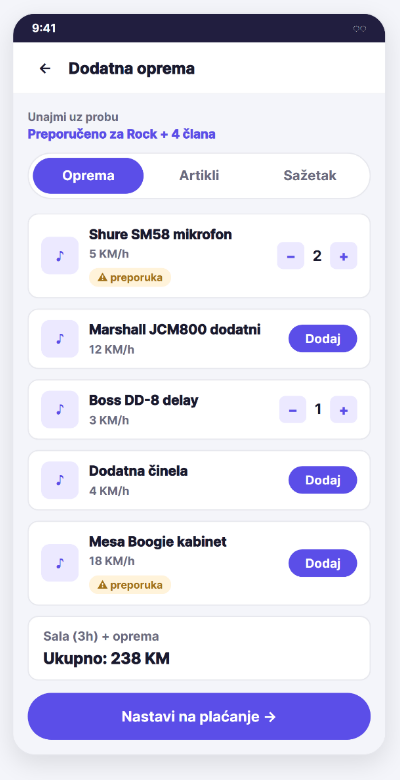 9:41
← Dodatna oprema
Unajmi uz probu
Preporučeno za Rock + 4 člana
Oprema Artikli Sažetak
Shure SM58 mikrofon
5 KM/h
⚠ preporuka
− 2 +
Marshall JCM800 dodatni
12 KM/h
Dodaj
Boss DD-8 delay
3 KM/h
− 1 +
Dodatna činela
4 KM/h
Dodaj
Mesa Boogie kabinet
18 KM/h
⚠ preporuka
Dodaj
Sala (3h) + oprema
Ukupno: 238 KM
Nastavi na plaćanje →